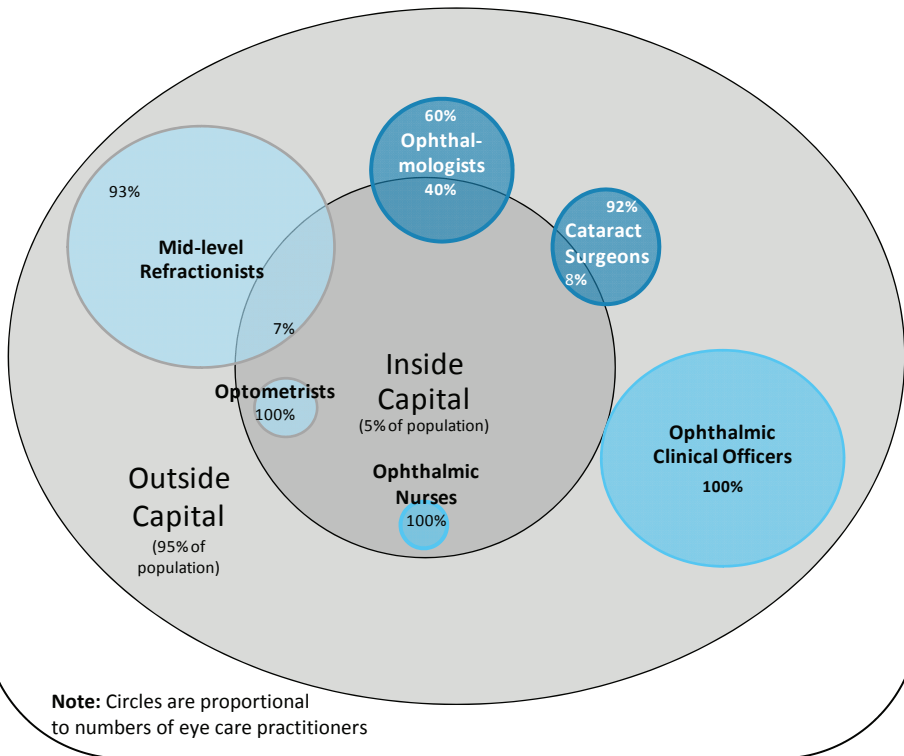 60%
Ophthal-
mologists
40%
93%
Mid-level
Refractionists
7%
92%
Cataract
Surgeons
8%
Inside
Capital
(5% of population)
Optometrists
100%
Ophthalmic
Clinical Officers
100%
Ophthalmic
Nurses
100%
Outside
Capital
(95% of
population)
Note: Circles are proportional
to numbers of eye care practitioners